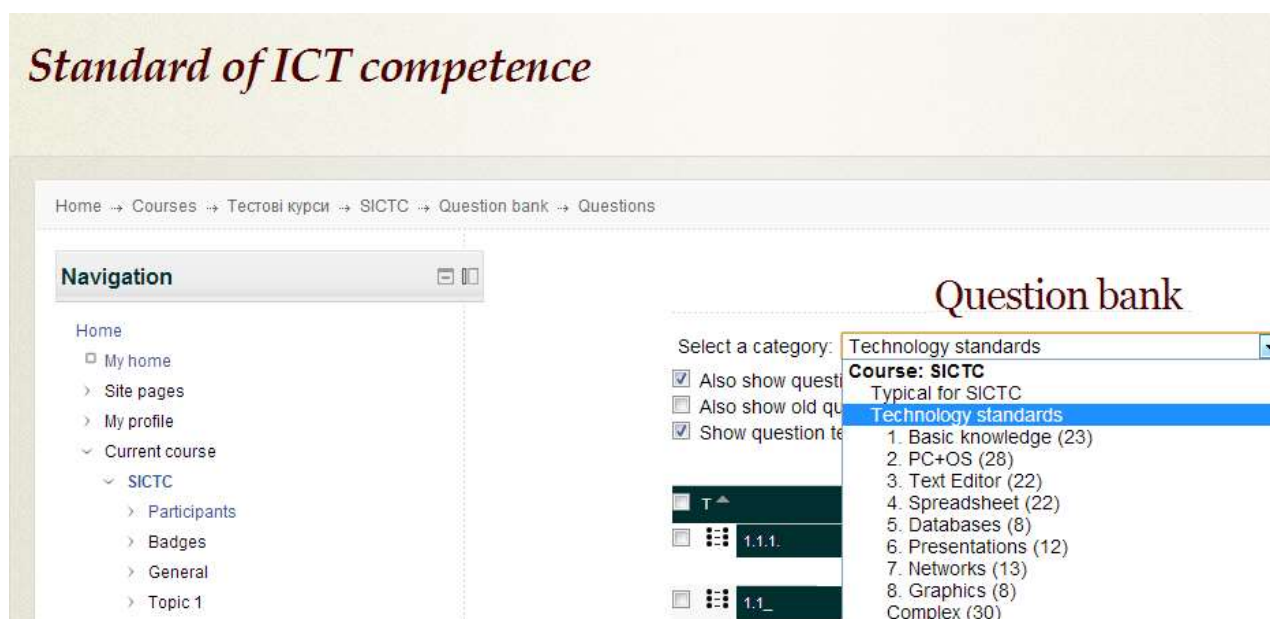 Standard of ICT competence
Home → Courses → Тестові курси → SICTC → Question bank → Questions
Navigation
Home
My home
Site pages
My profile
Current course
SICTC
Participants
Badges
General
Topic 1
Question bank
Select a category: Technology standards
Also show questi
Also show old qu
Show question te
Course: SICTC
Typical for SICTC
Technology standards
1. Basic knowledge (23)
2. PC+OS (28)
3. Text Editor (22)
4. Spreadsheet (22)
5. Databases (8)
6. Presentations (12)
7. Networks (13)
8. Graphics (8)
Complex (30)
T
1.1.1.
1.1_